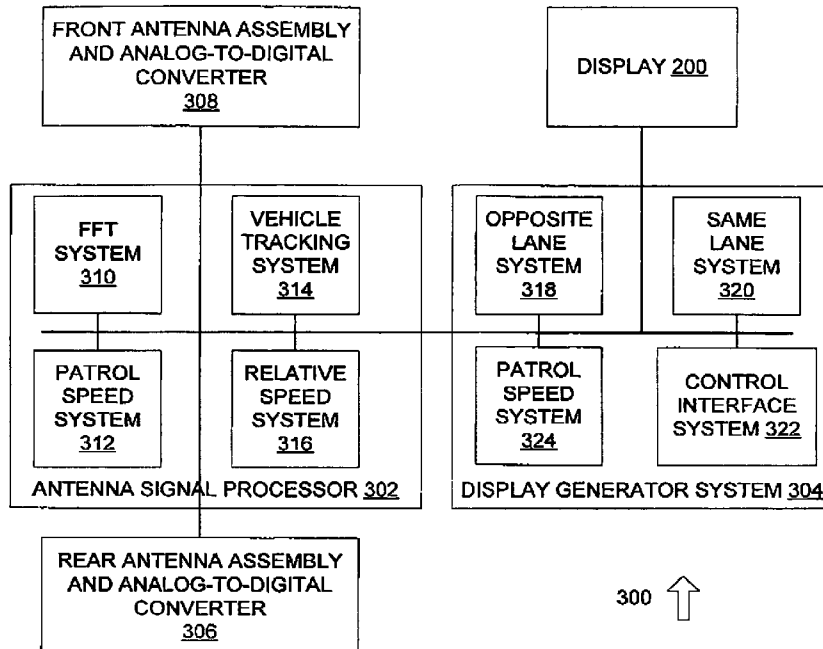 FRONT ANTENNA ASSEMBLY
AND ANALOG-TO-DIGITAL
CONVERTER
308
DISPLAY 200
FFT
SYSTEM
310
VEHICLE
TRACKING
SYSTEM
314
OPPOSITE
LANE
SYSTEM
318
SAME
LANE
SYSTEM
320
PATROL
SPEED
SYSTEM
312
RELATIVE
SPEED
SYSTEM
316
PATROL
SPEED
SYSTEM
324
CONTROL
INTERFACE
SYSTEM 322
ANTENNA SIGNAL PROCESSOR 302
DISPLAY GENERATOR SYSTEM 304
REAR ANTENNA ASSEMBLY
AND ANALOG-TO-DIGITAL
CONVERTER
306
300